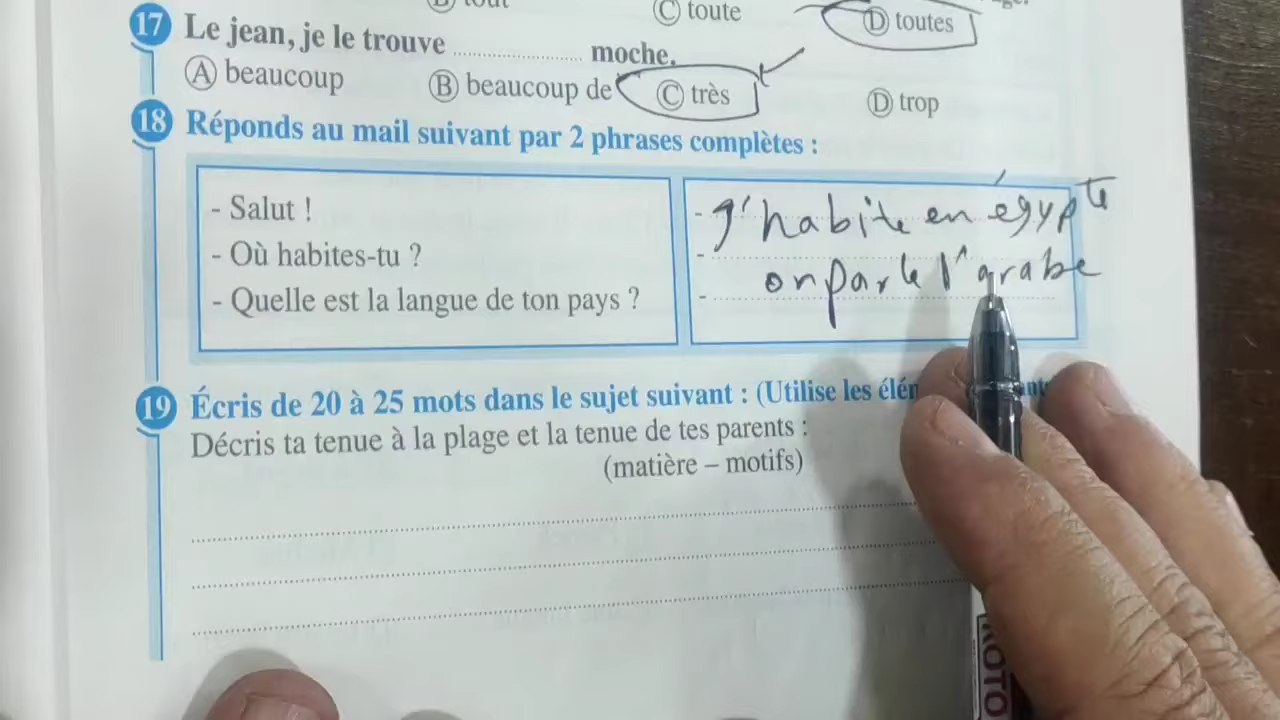 B tout
C toute
D toutes
17 Le jean, je le trouve .................... moche.
A beaucoup
B beaucoup de
C très
D trop
18 Réponds au mail suivant par 2 phrases complètes :
- Salut !
- Où habites-tu ?
- Quelle est la langue de ton pays ?
- J'habite en égypte
- on parle l'arabe
-
19 Écris de 20 à 25 mots dans le sujet suivant : (Utilise les élé
Décris ta tenue à la plage et la tenue de tes parents :
(matière – motifs)